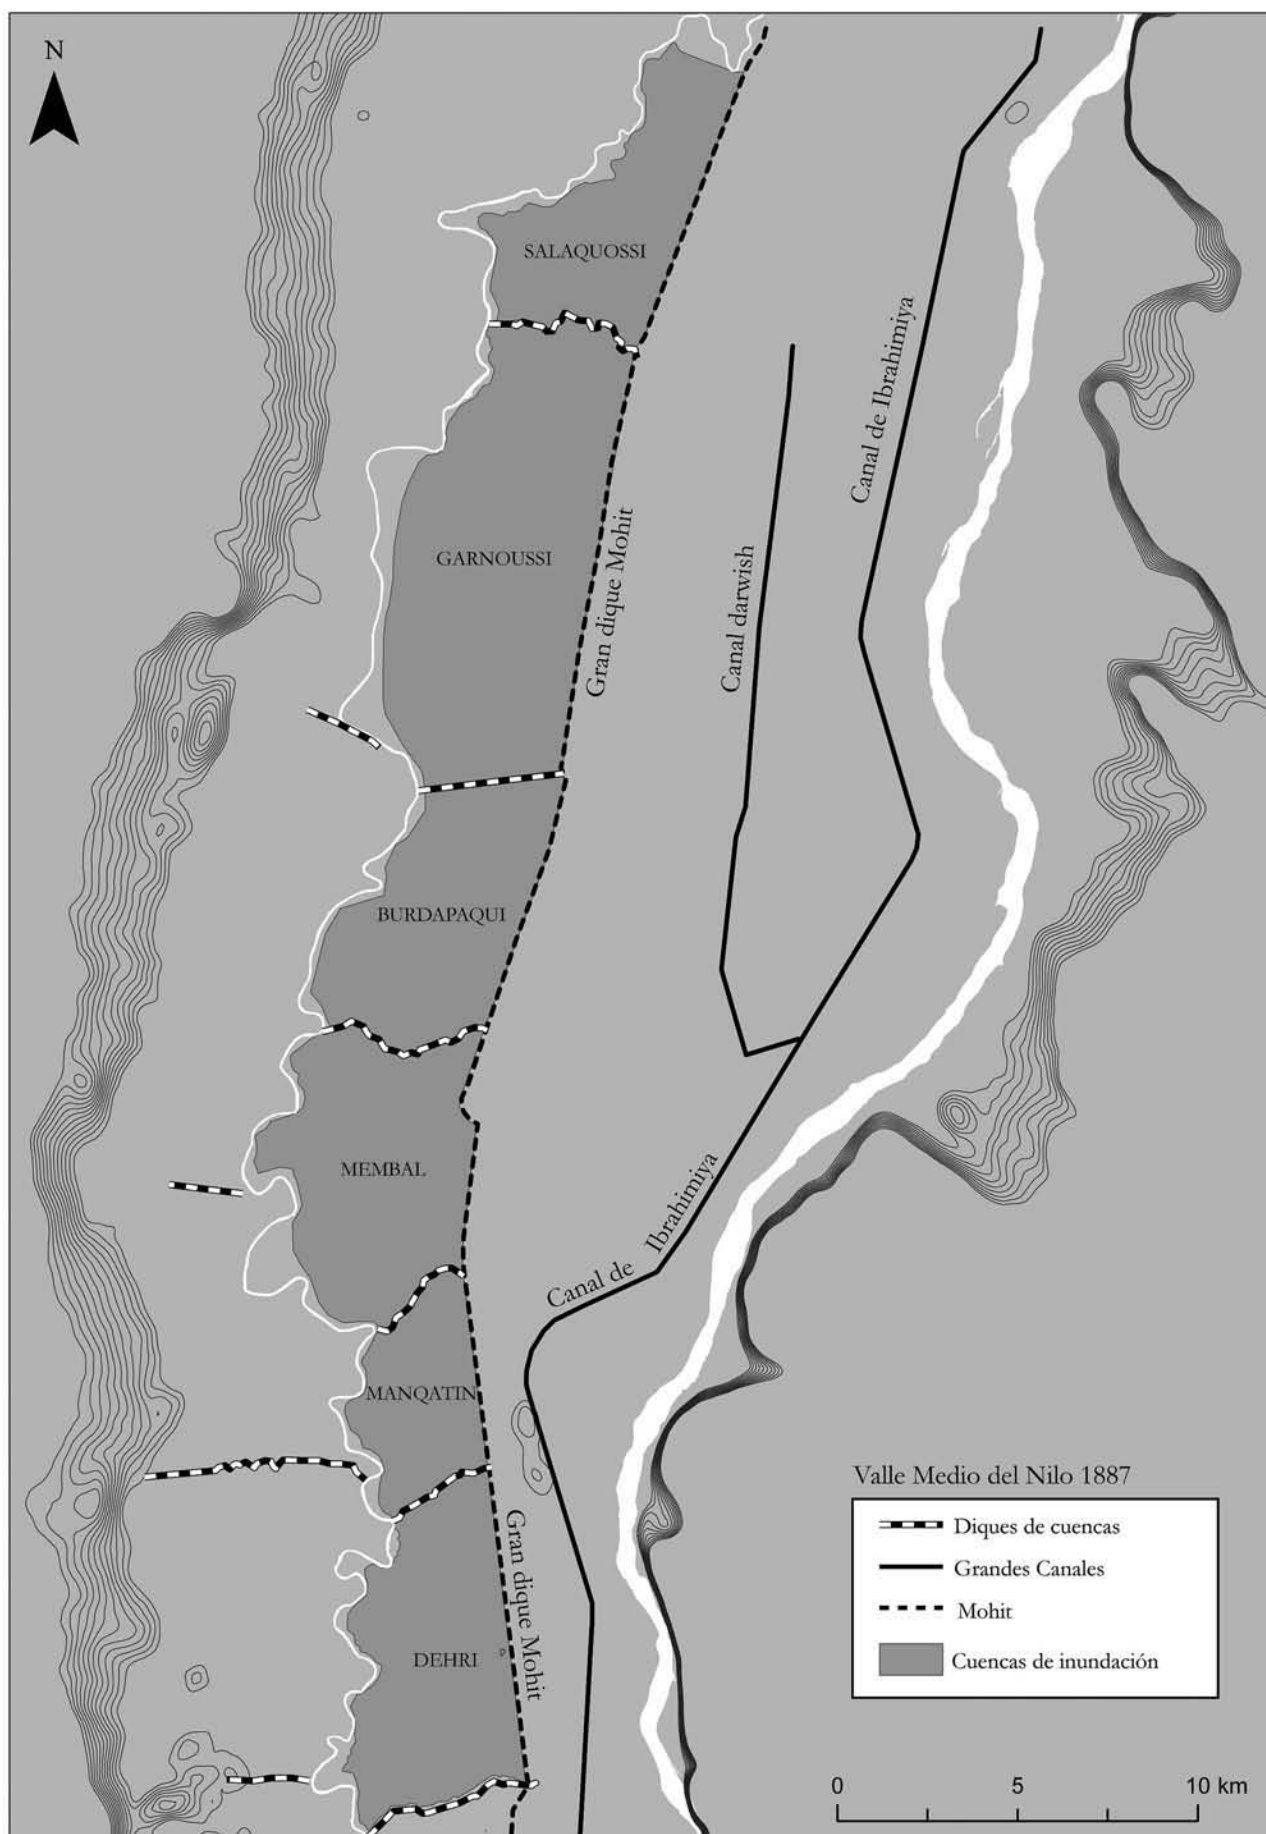 N
SALAQUOSSI
Canal de Ibrahimiya
GARNOUSSI
Gran dique Mohit
Canal darwish
BURDAPAQUI
MEMBAL
Canal de Ibrahimiya
MANQATIN
Gran dique Mohit
DEHRI
Valle Medio del Nilo 1887
Diques de cuencas
Grandes Canales
Mohit
Cuencas de inundación
0 5 10 km